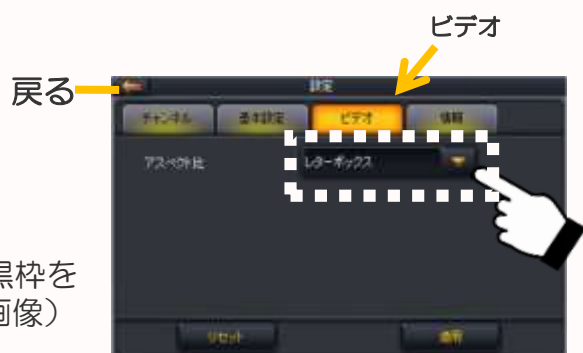 ビデオ
戻る
設定
チャンネル 基本設定 ビデオ 情報
アスペクト比 レターボックス
黒枠を
画像）
リセット 適用